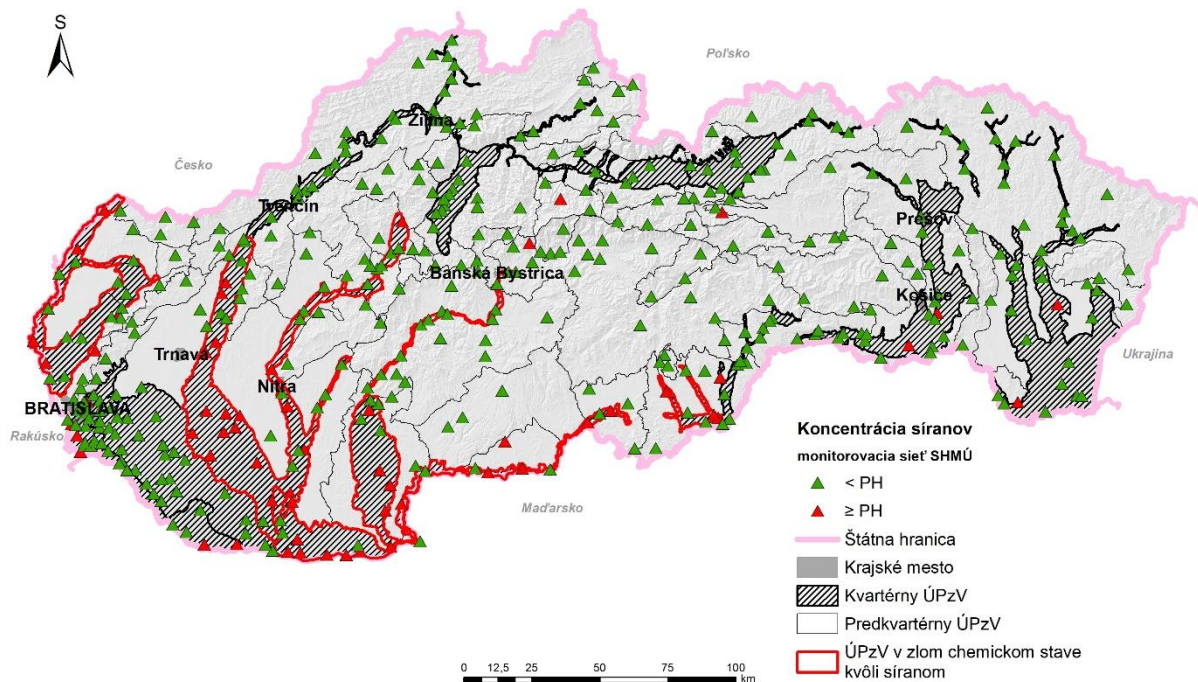 S
Poľsko
Žilina
Česko
Trenčín
Prešov
Banská Bystrica
Košice
Trnava
Ukrajina
Nitra
BRATISLAVA
Rakúsko
Maďarsko
Koncentrácia síranov
monitorovacia sieť SHMÚ
< PH
≥ PH
Štátna hranica
Krajské mesto
Kvartérny ÚPzV
Predkvartérny ÚPzV
ÚPzV v zlom chemickom stave
kvôli síranom
0 12,5 25 50 75 100
km